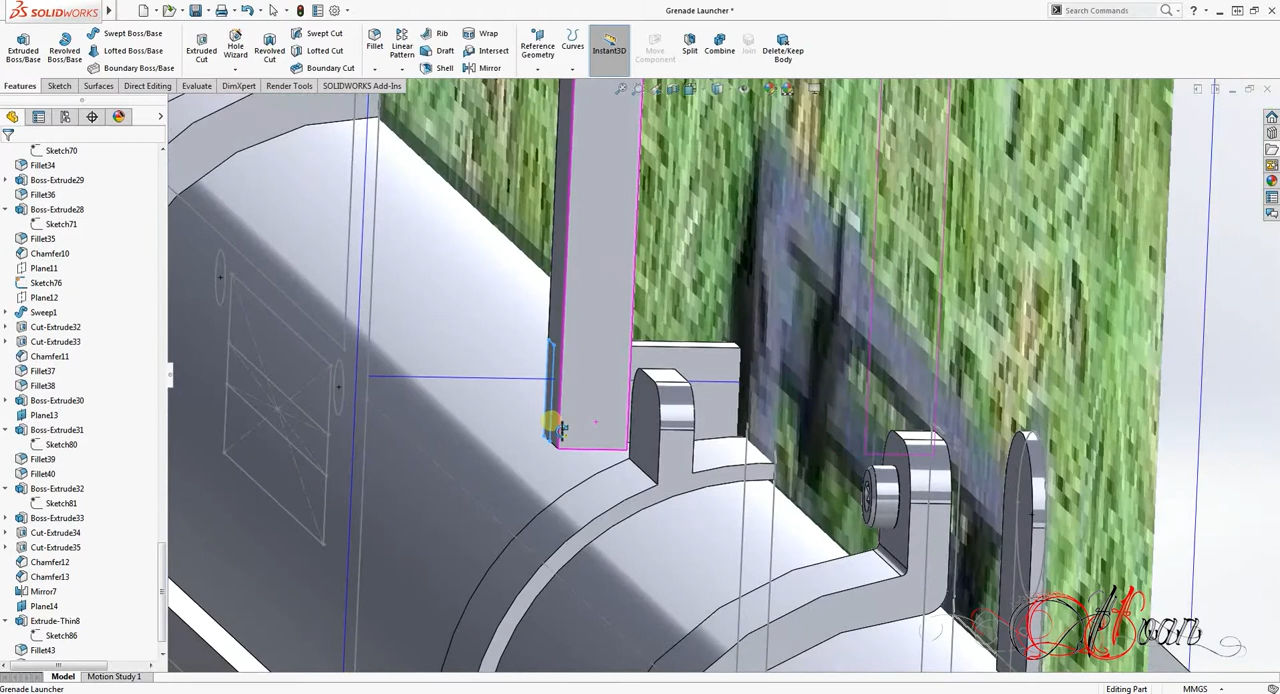 SOLIDWORKS
Grenade Launcher *
Search Commands
Extruded Boss/Base
Revolved Boss/Base
Swept Boss/Base
Lofted Boss/Base
Boundary Boss/Base
Extruded Cut
Hole Wizard
Revolved Cut
Swept Cut
Lofted Cut
Boundary Cut
Fillet
Linear Pattern
Rib
Draft
Shell
Wrap
Intersect
Mirror
Reference Geometry
Curves
Instant3D
Move Component
Split
Combine
Join
Delete/Keep Body
Features
Sketch
Surfaces
Direct Editing
Evaluate
DimXpert
Render Tools
SOLIDWORKS Add-Ins
Sketch70
Fillet34
Boss-Extrude29
Fillet36
Boss-Extrude28
Sketch71
Fillet35
Chamfer10
Plane11
Sketch76
Plane12
Sweep1
Cut-Extrude32
Cut-Extrude33
Chamfer11
Fillet37
Fillet38
Boss-Extrude30
Plane13
Boss-Extrude31
Sketch80
Fillet39
Fillet40
Boss-Extrude32
Sketch81
Boss-Extrude33
Cut-Extrude34
Cut-Extrude35
Chamfer12
Chamfer13
Mirror7
Plane14
Extrude-Thin8
Sketch86
Fillet43
Model
Motion Study 1
Grenade Launcher
Editing Part
MMGS